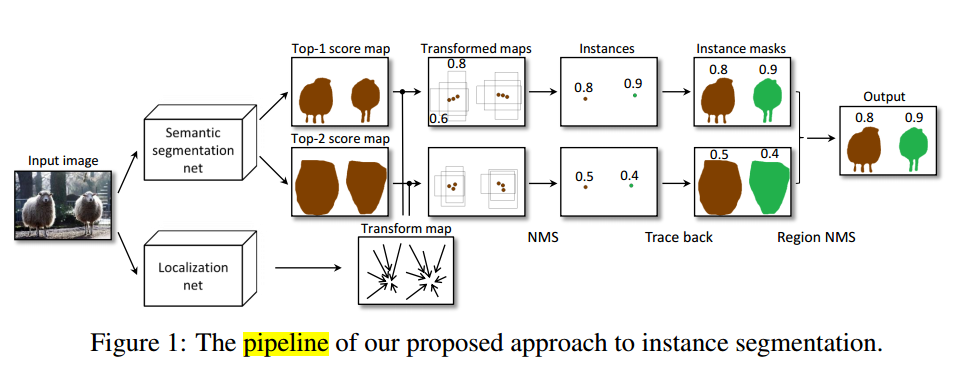 Top-1 score map
Transformed maps
Instances
Instance masks
0.8
0.6
0.8
0.9
0.8
0.9
Output
0.8
0.9
Semantic
segmentation
net
Input image
Top-2 score map
0.5
0.4
0.5
0.4
Localization
net
Transform map
NMS
Trace back
Region NMS
Figure 1: The pipeline of our proposed approach to instance segmentation.